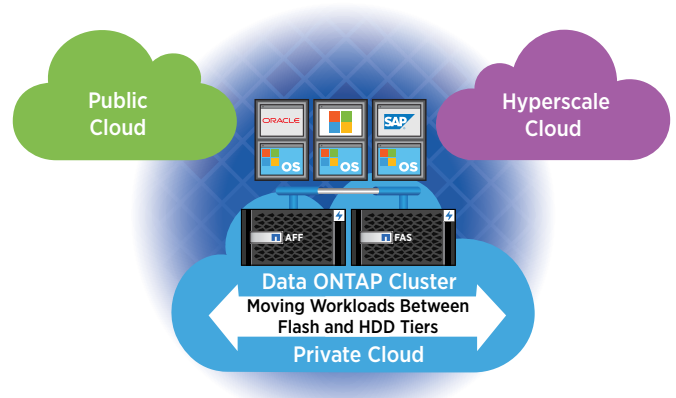 Public
Cloud
Hyperscale
Cloud
ORACLE
SAP
OS
OS
OS
AFF
FAS
Data ONTAP Cluster
Moving Workloads Between
Flash and HDD Tiers
Private Cloud